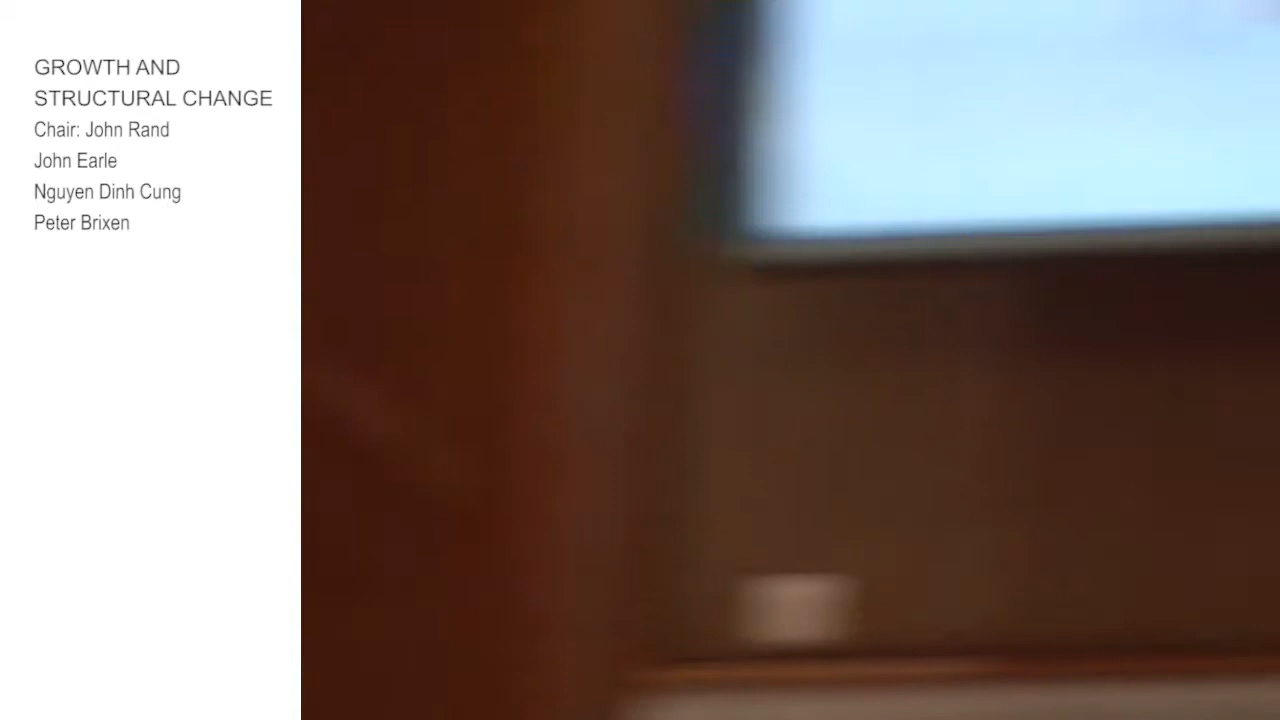 GROWTH AND
STRUCTURAL CHANGE
Chair: John Rand
John Earle
Nguyen Dinh Cung
Peter Brixen